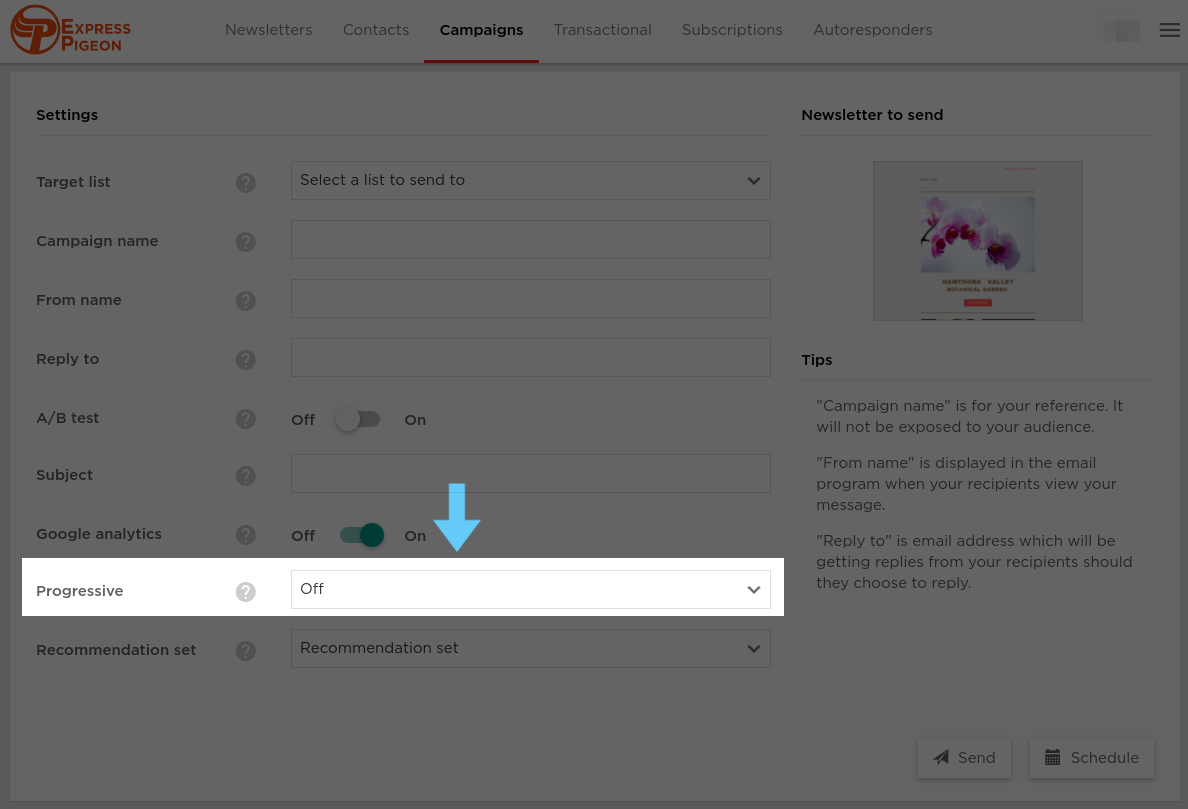 EXPRESS
PIGEON
Newsletters
Contacts
Campaigns
Transactional
Subscriptions
Autoresponders
Settings
Target list
?
Select a list to send to
Campaign name
?
From name
?
Reply to
?
A/B test
?
Off
On
Subject
?
Google analytics
?
Off
On
Progressive
?
Off
Recommendation set
?
Recommendation set
Newsletter to send
HAWTHORN VALLEY
BOTANICAL GARDEN
Tips
"Campaign name" is for your reference. It
will not be exposed to your audience.
"From name" is displayed in the email
program when your recipients view your
message.
"Reply to" is email address which will be
getting replies from your recipients should
they choose to reply.
Send
Schedule